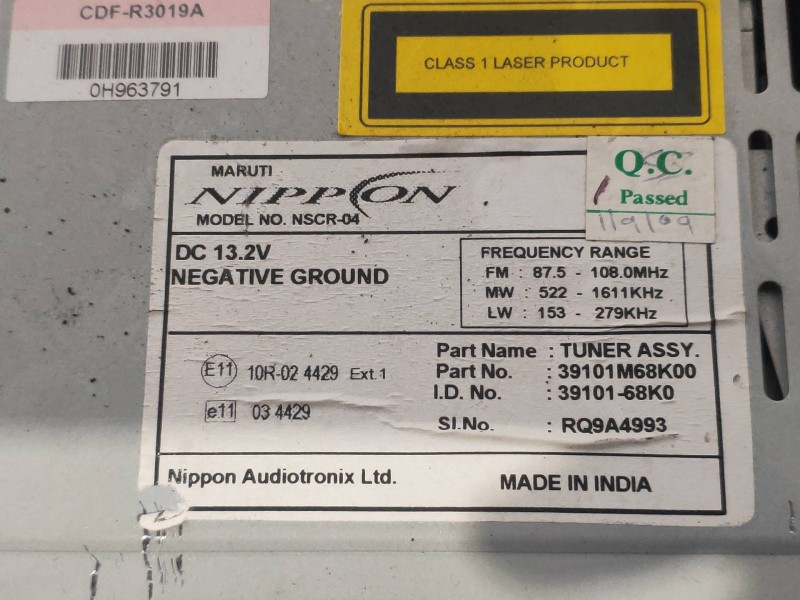 CDF-R3019A
0H963791
CLASS 1 LASER PRODUCT
Q.C.
Passed
MARUTI
NIPPON
MODEL NO. NSCR-04
DC 13.2V
NEGATIVE GROUND
FREQUENCY RANGE
FM : 87.5 - 108.0MHz
MW : 522 - 1611KHz
LW : 153 - 279KHz
E11 10R-02 4429 Ext.1
e11 03 4429
Part Name : TUNER ASSY.
Part No. : 39101M68K00
I.D. No. : 39101-68K0
Sl.No. : RQ9A4993
Nippon Audiotronix Ltd.
MADE IN INDIA